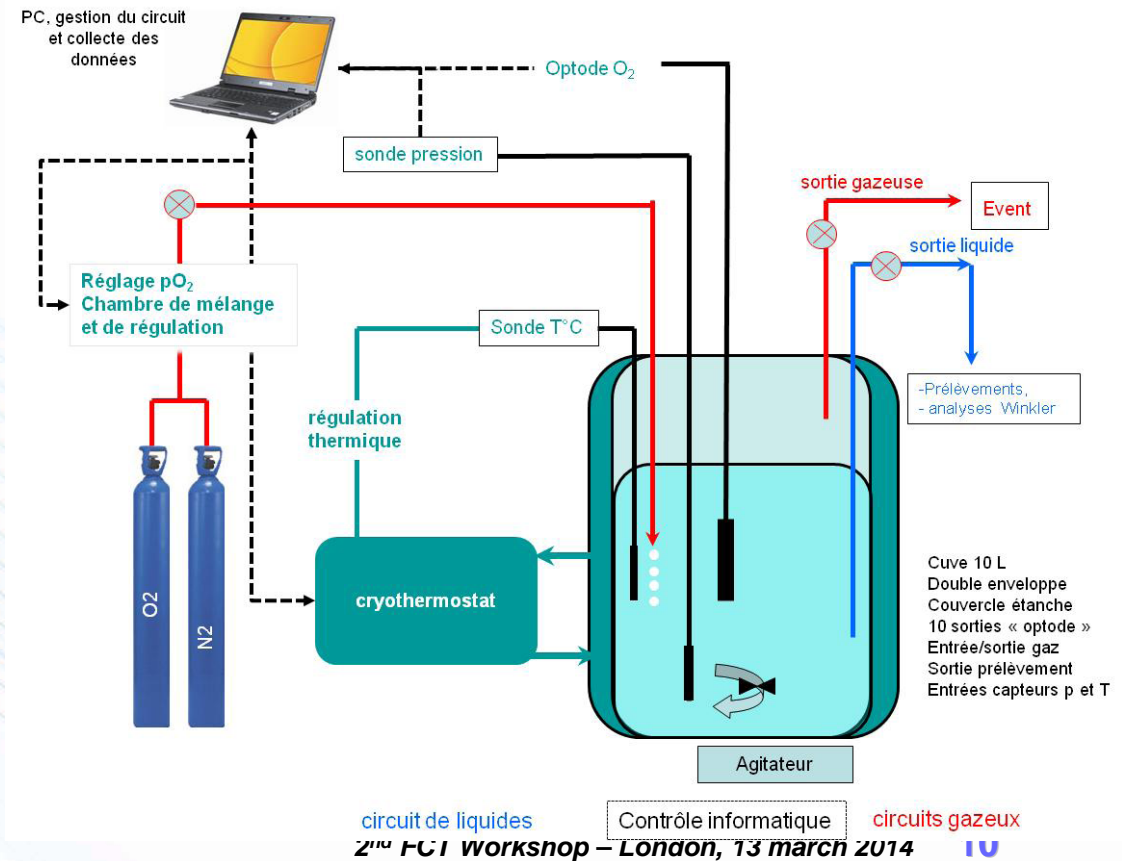 PC, gestion du circuit
et collecte des
données
Optode O₂
sonde pression
sortie gazeuse
Event
sortie liquide
Réglage pO₂
Chambre de mélange
et de régulation
Sonde T°C
-Prélèvements,
- analyses Winkler
régulation
thermique
O2
N2
cryothermostat
Cuve 10 L
Double enveloppe
Couvercle étanche
10 sorties « optode »
Entrée/sortie gaz
Sortie prélèvement
Entrées capteurs p et T
Agitateur
circuit de liquides
Contrôle informatique
circuits gazeux
2nd FCT Workshop – London, 13 march 2014
10